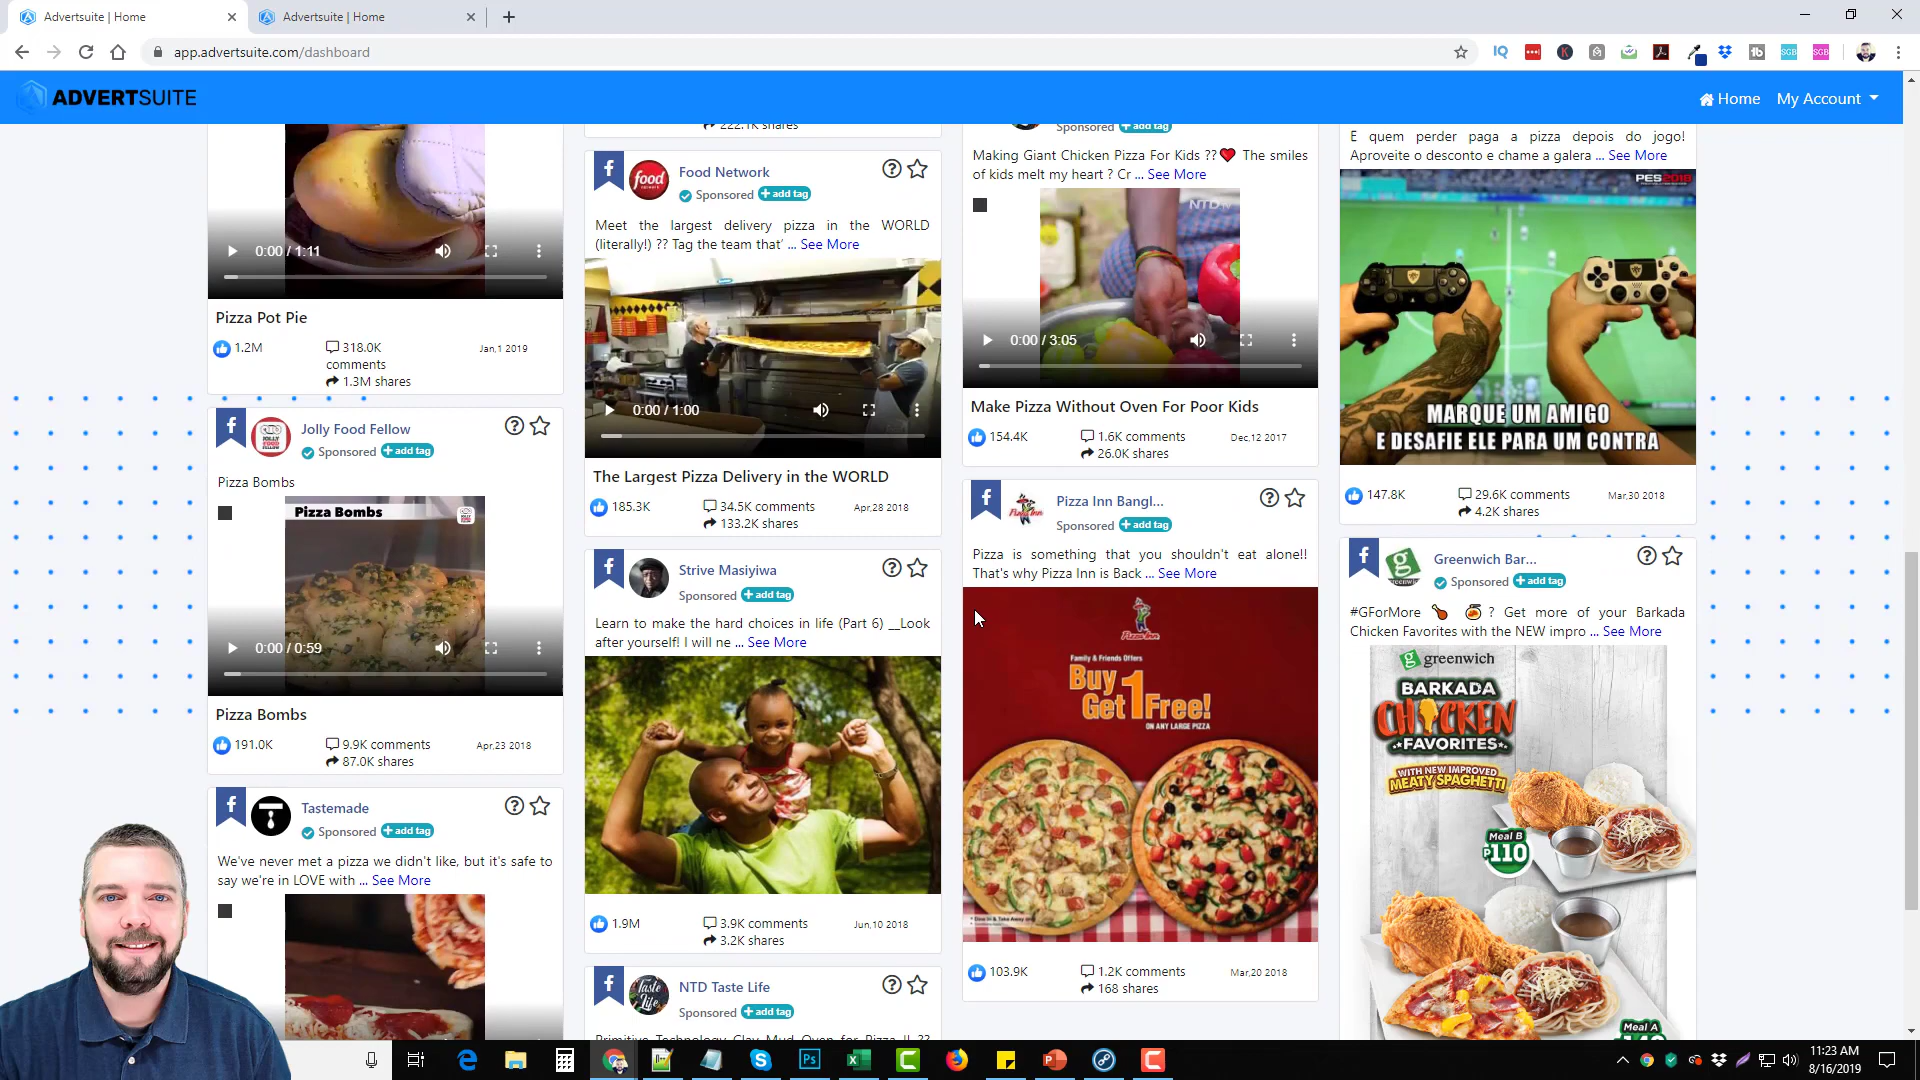 Advertsuite | Home
Advertsuite | Home
app.advertsuite.com/dashboard
ADVERTSUITE
Home
My Account
0:00 / 1:11
Pizza Pot Pie
1.2M
318.0K comments
1.3M shares
Jan,1 2019
Jolly Food Fellow
Sponsored
add tag
Pizza Bombs
Pizza Bombs
0:00 / 0:59
Pizza Bombs
191.0K
9.9K comments
87.0K shares
Apr,23 2018
Tastemade
Sponsored
add tag
We've never met a pizza we didn't like, but it's safe to
say we're in LOVE with ... See More
222.1K shares
Food Network
Sponsored
add tag
Meet the largest delivery pizza in the WORLD
(literally!) ?? Tag the team that' ... See More
0:00 / 1:00
The Largest Pizza Delivery in the WORLD
185.3K
34.5K comments
133.2K shares
Apr,28 2018
Strive Masiyiwa
Sponsored
add tag
Learn to make the hard choices in life (Part 6) __Look
after yourself! I will ne ... See More
1.9M
3.9K comments
3.2K shares
Jun,10 2018
NTD Taste Life
Sponsored
add tag
Primitive Technology Clay Mud Oven for Pizza !! ??
Sponsored
add tag
Making Giant Chicken Pizza For Kids ?? The smiles
of kids melt my heart ? Cr ... See More
NTDTV
0:00 / 3:05
Make Pizza Without Oven For Poor Kids
154.4K
1.6K comments
26.0K shares
Dec,12 2017
Pizza Inn Bangl...
Sponsored
add tag
Pizza is something that you shouldn't eat alone!!
That's why Pizza Inn is Back ... See More
Pizza Inn
Family & Friends Offers
Buy 1
Get 1 Free!
ON ANY LARGE PIZZA
103.9K
1.2K comments
168 shares
Mar,20 2018
E quem perder paga a pizza depois do jogo!
Aproveite o desconto e chame a galera ... See More
PES2018
MARQUE UM AMIGO
E DESAFIE ELE PARA UM CONTRA
147.8K
29.6K comments
4.2K shares
Mar,30 2018
Greenwich Bar...
Sponsored
add tag
#GForMore ? Get more of your Barkada
Chicken Favorites with the NEW impro ... See More
greenwich
BARKADA
CHICKEN
FAVORITES
WITH NEW IMPROVED
MEATY SPAGHETTI
Meal B
P110
Meal A
11:23 AM
8/16/2019